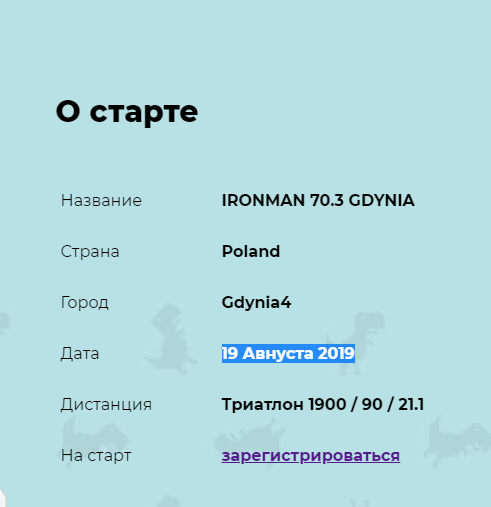 О старте
Название IRONMAN 70.3 GDYNIA
Страна Poland
Город Gdynia4
Дата 19 Авнуста 2019
Дистанция Триатлон 1900 / 90 / 21.1
На старт зарегистрироваться